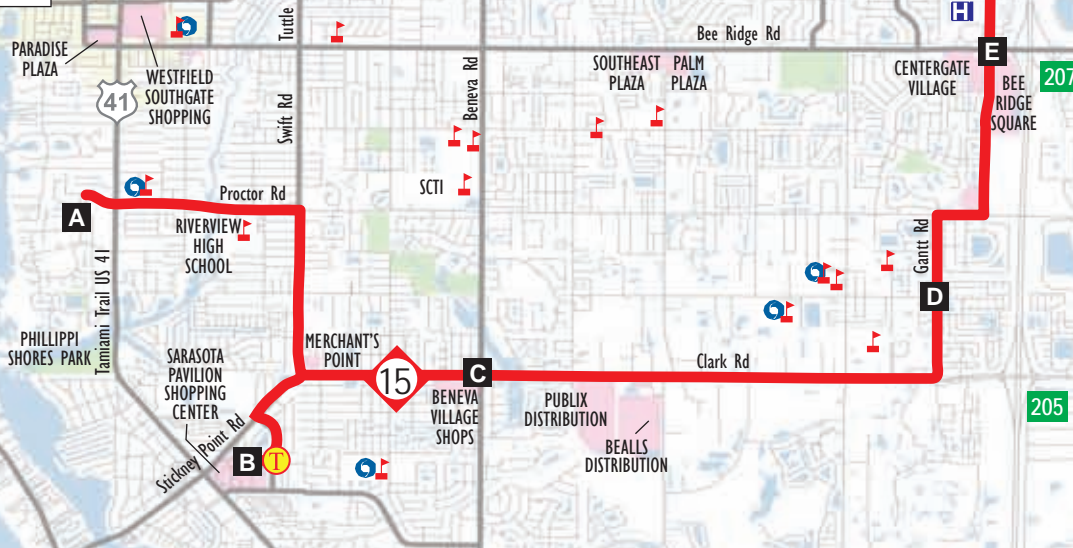 H
Bee Ridge Rd
E
Tuttle
PARADISE
PLAZA
WESTFIELD
SOUTHGATE
SHOPPING
41
Swift Rd
Beneva Rd
SOUTHEAST
PLAZA
PALM
PLAZA
CENTERGATE
VILLAGE
BEE
RIDGE
SQUARE
207
SCTI
A
Proctor Rd
RIVERVIEW
HIGH
SCHOOL
Gantt Rd
D
Tamiami Trail US 41
PHILLIPPI
SHORES PARK
SARASOTA
PAVILION
SHOPPING
CENTER
MERCHANT'S
POINT
15
C
Clark Rd
BENEVA
VILLAGE
SHOPS
PUBLIX
DISTRIBUTION
BEALLS
DISTRIBUTION
205
Stickney Point Rd
B
T